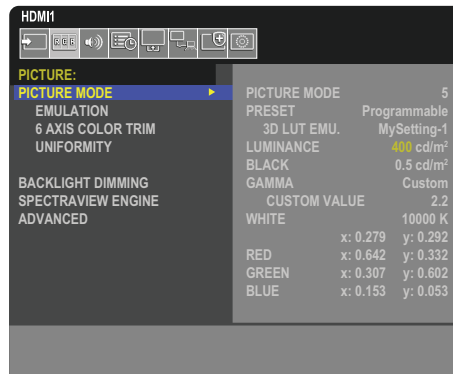 HDMI1
RGB
PICTURE:
PICTURE MODE
EMULATION
6 AXIS COLOR TRIM
UNIFORMITY
BACKLIGHT DIMMING
SPECTRAVIEW ENGINE
ADVANCED
PICTURE MODE 5
PRESET Programmable
3D LUT EMU. MySetting-1
LUMINANCE 400 cd/m²
BLACK 0.5 cd/m²
GAMMA Custom
CUSTOM VALUE 2.2
WHITE 10000 K
x: 0.279 y: 0.292
RED x: 0.642 y: 0.332
GREEN x: 0.307 y: 0.602
BLUE x: 0.153 y: 0.053